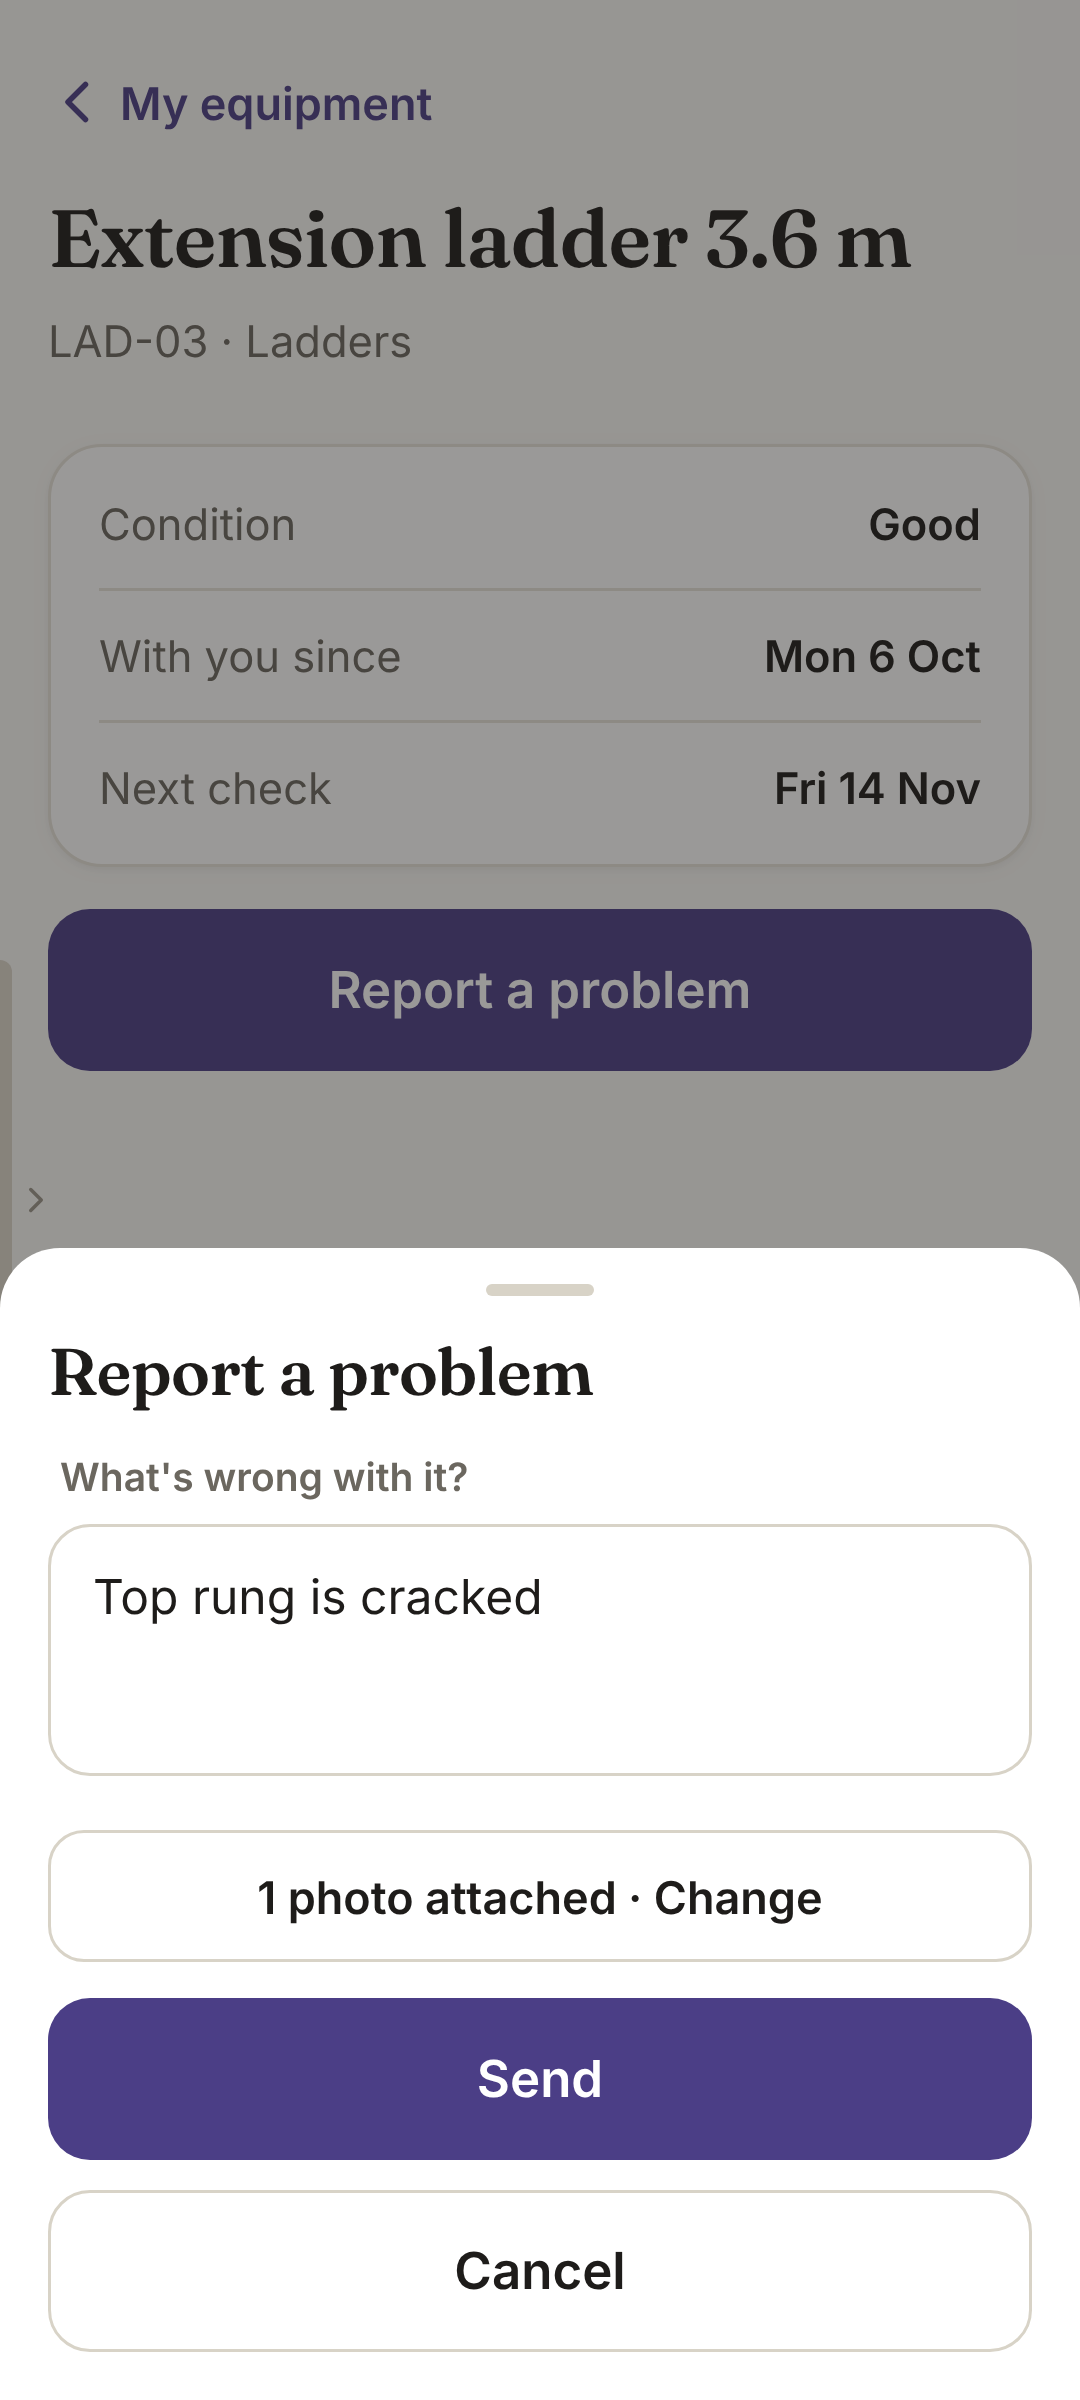 My equipment
Extension ladder 3.6 m
LAD-03 · Ladders
Condition Good
With you since Mon 6 Oct
Next check Fri 14 Nov
Report a problem
Report a problem
What's wrong with it?
Top rung is cracked
1 photo attached · Change
Send
Cancel